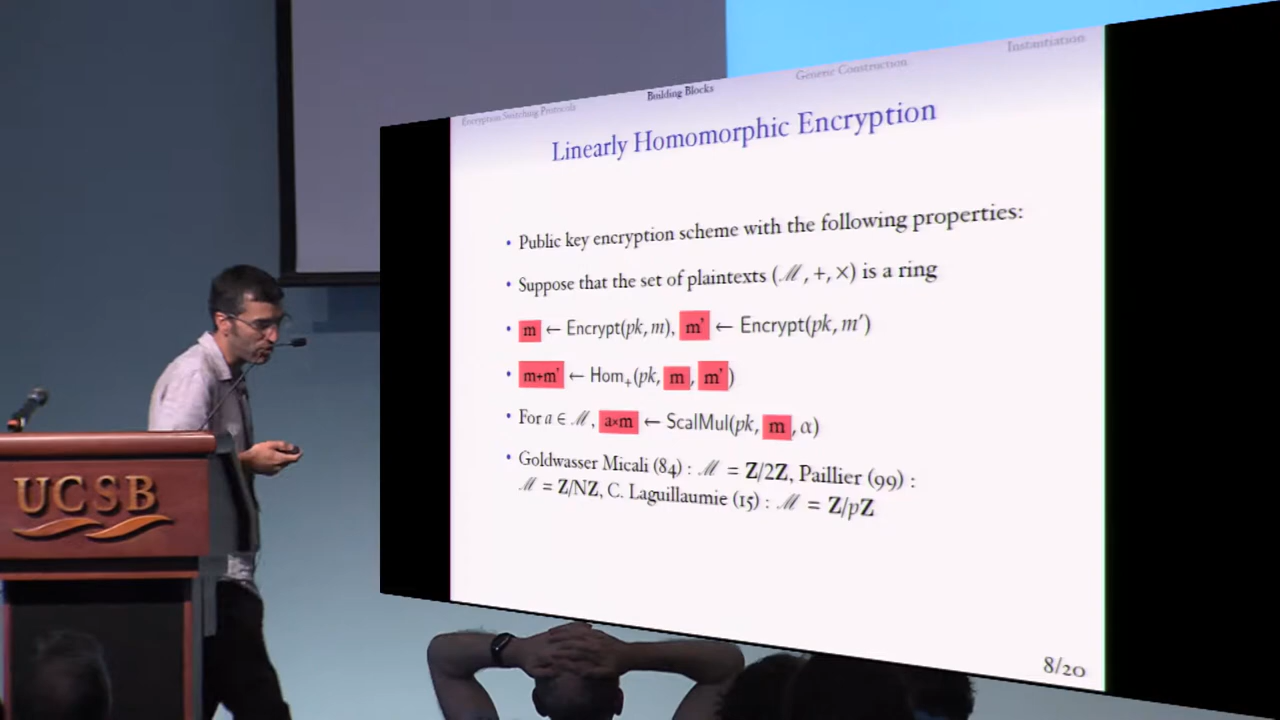 Encryption Switching Protocols
Building Blocks
Generic Construction
Instantiation
Linearly Homomorphic Encryption
• Public key encryption scheme with the following properties:
• Suppose that the set of plaintexts (ℳ, +, ×) is a ring
• m ← Encrypt(pk, m), m' ← Encrypt(pk, m′)
• m+m' ← Hom₊(pk, m, m')
• For a ∈ ℳ, a×m ← ScalMul(pk, m, α)
• Goldwasser Micali (84) : ℳ = Z/2Z, Paillier (99) :
ℳ = Z/NZ, C. Laguillaumie (15) : ℳ = Z/pZ
8/20
UCSB